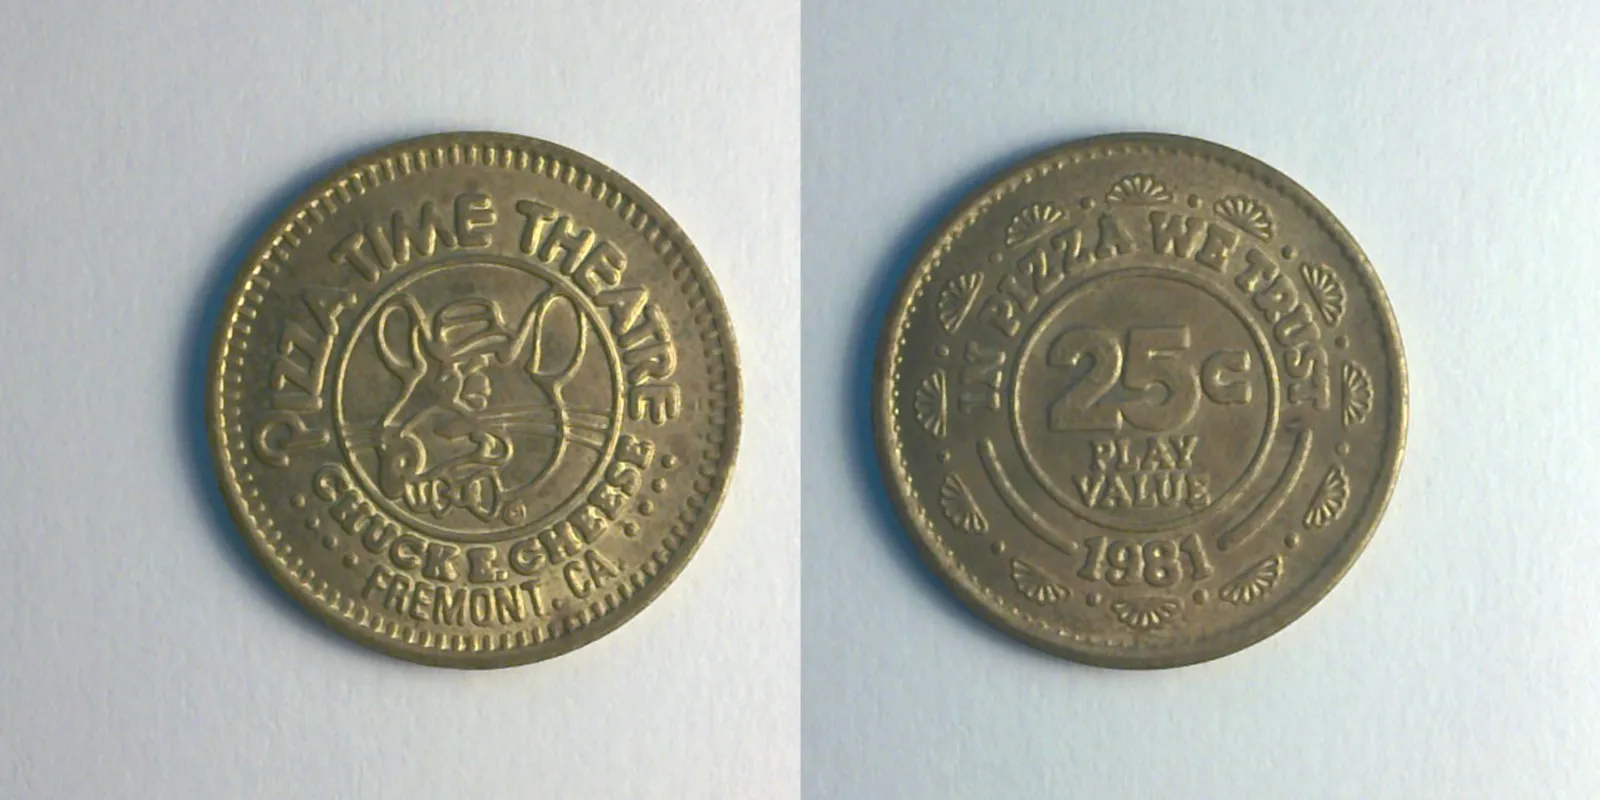 PIZZA TIME THEATRE
CHUCK E. CHEESE
FREMONT, CA.
IN PIZZA WE TRUST
25¢
PLAY
VALUE
1981